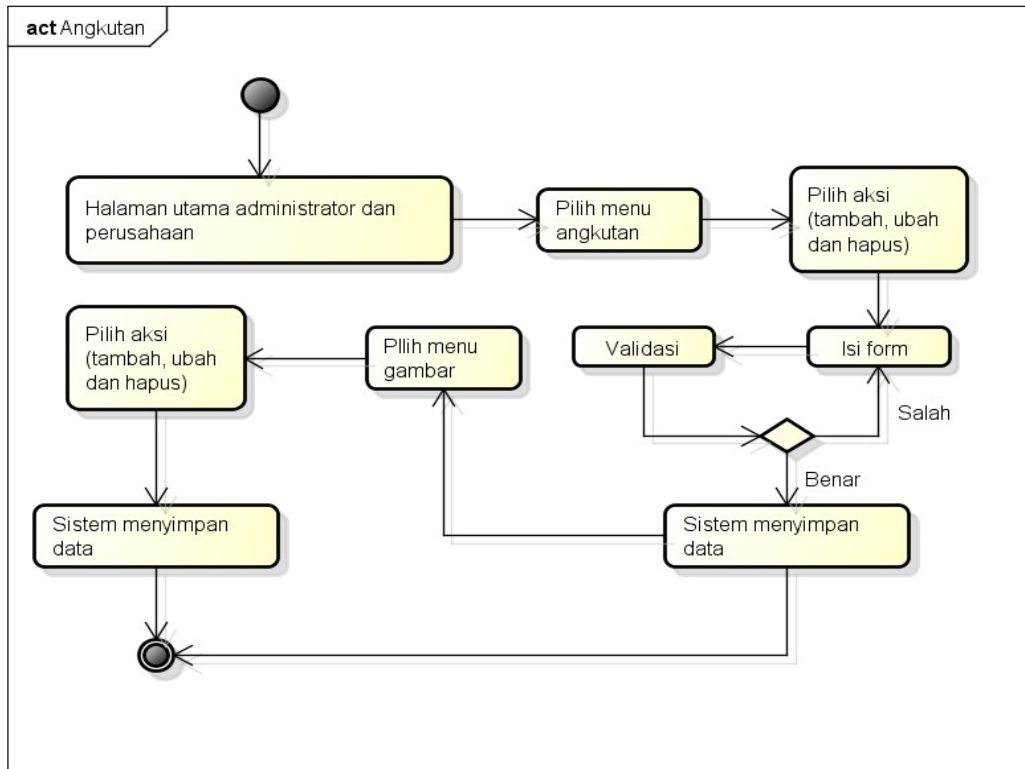 act Angkutan
Halaman utama administrator dan
perusahaan
Pilih menu
angkutan
Pilih aksi
(tambah, ubah
dan hapus)
Pilih aksi
(tambah, ubah
dan hapus)
PIlih menu
gambar
Validasi
Isi form
Salah
Benar
Sistem menyimpan
data
Sistem menyimpan
data